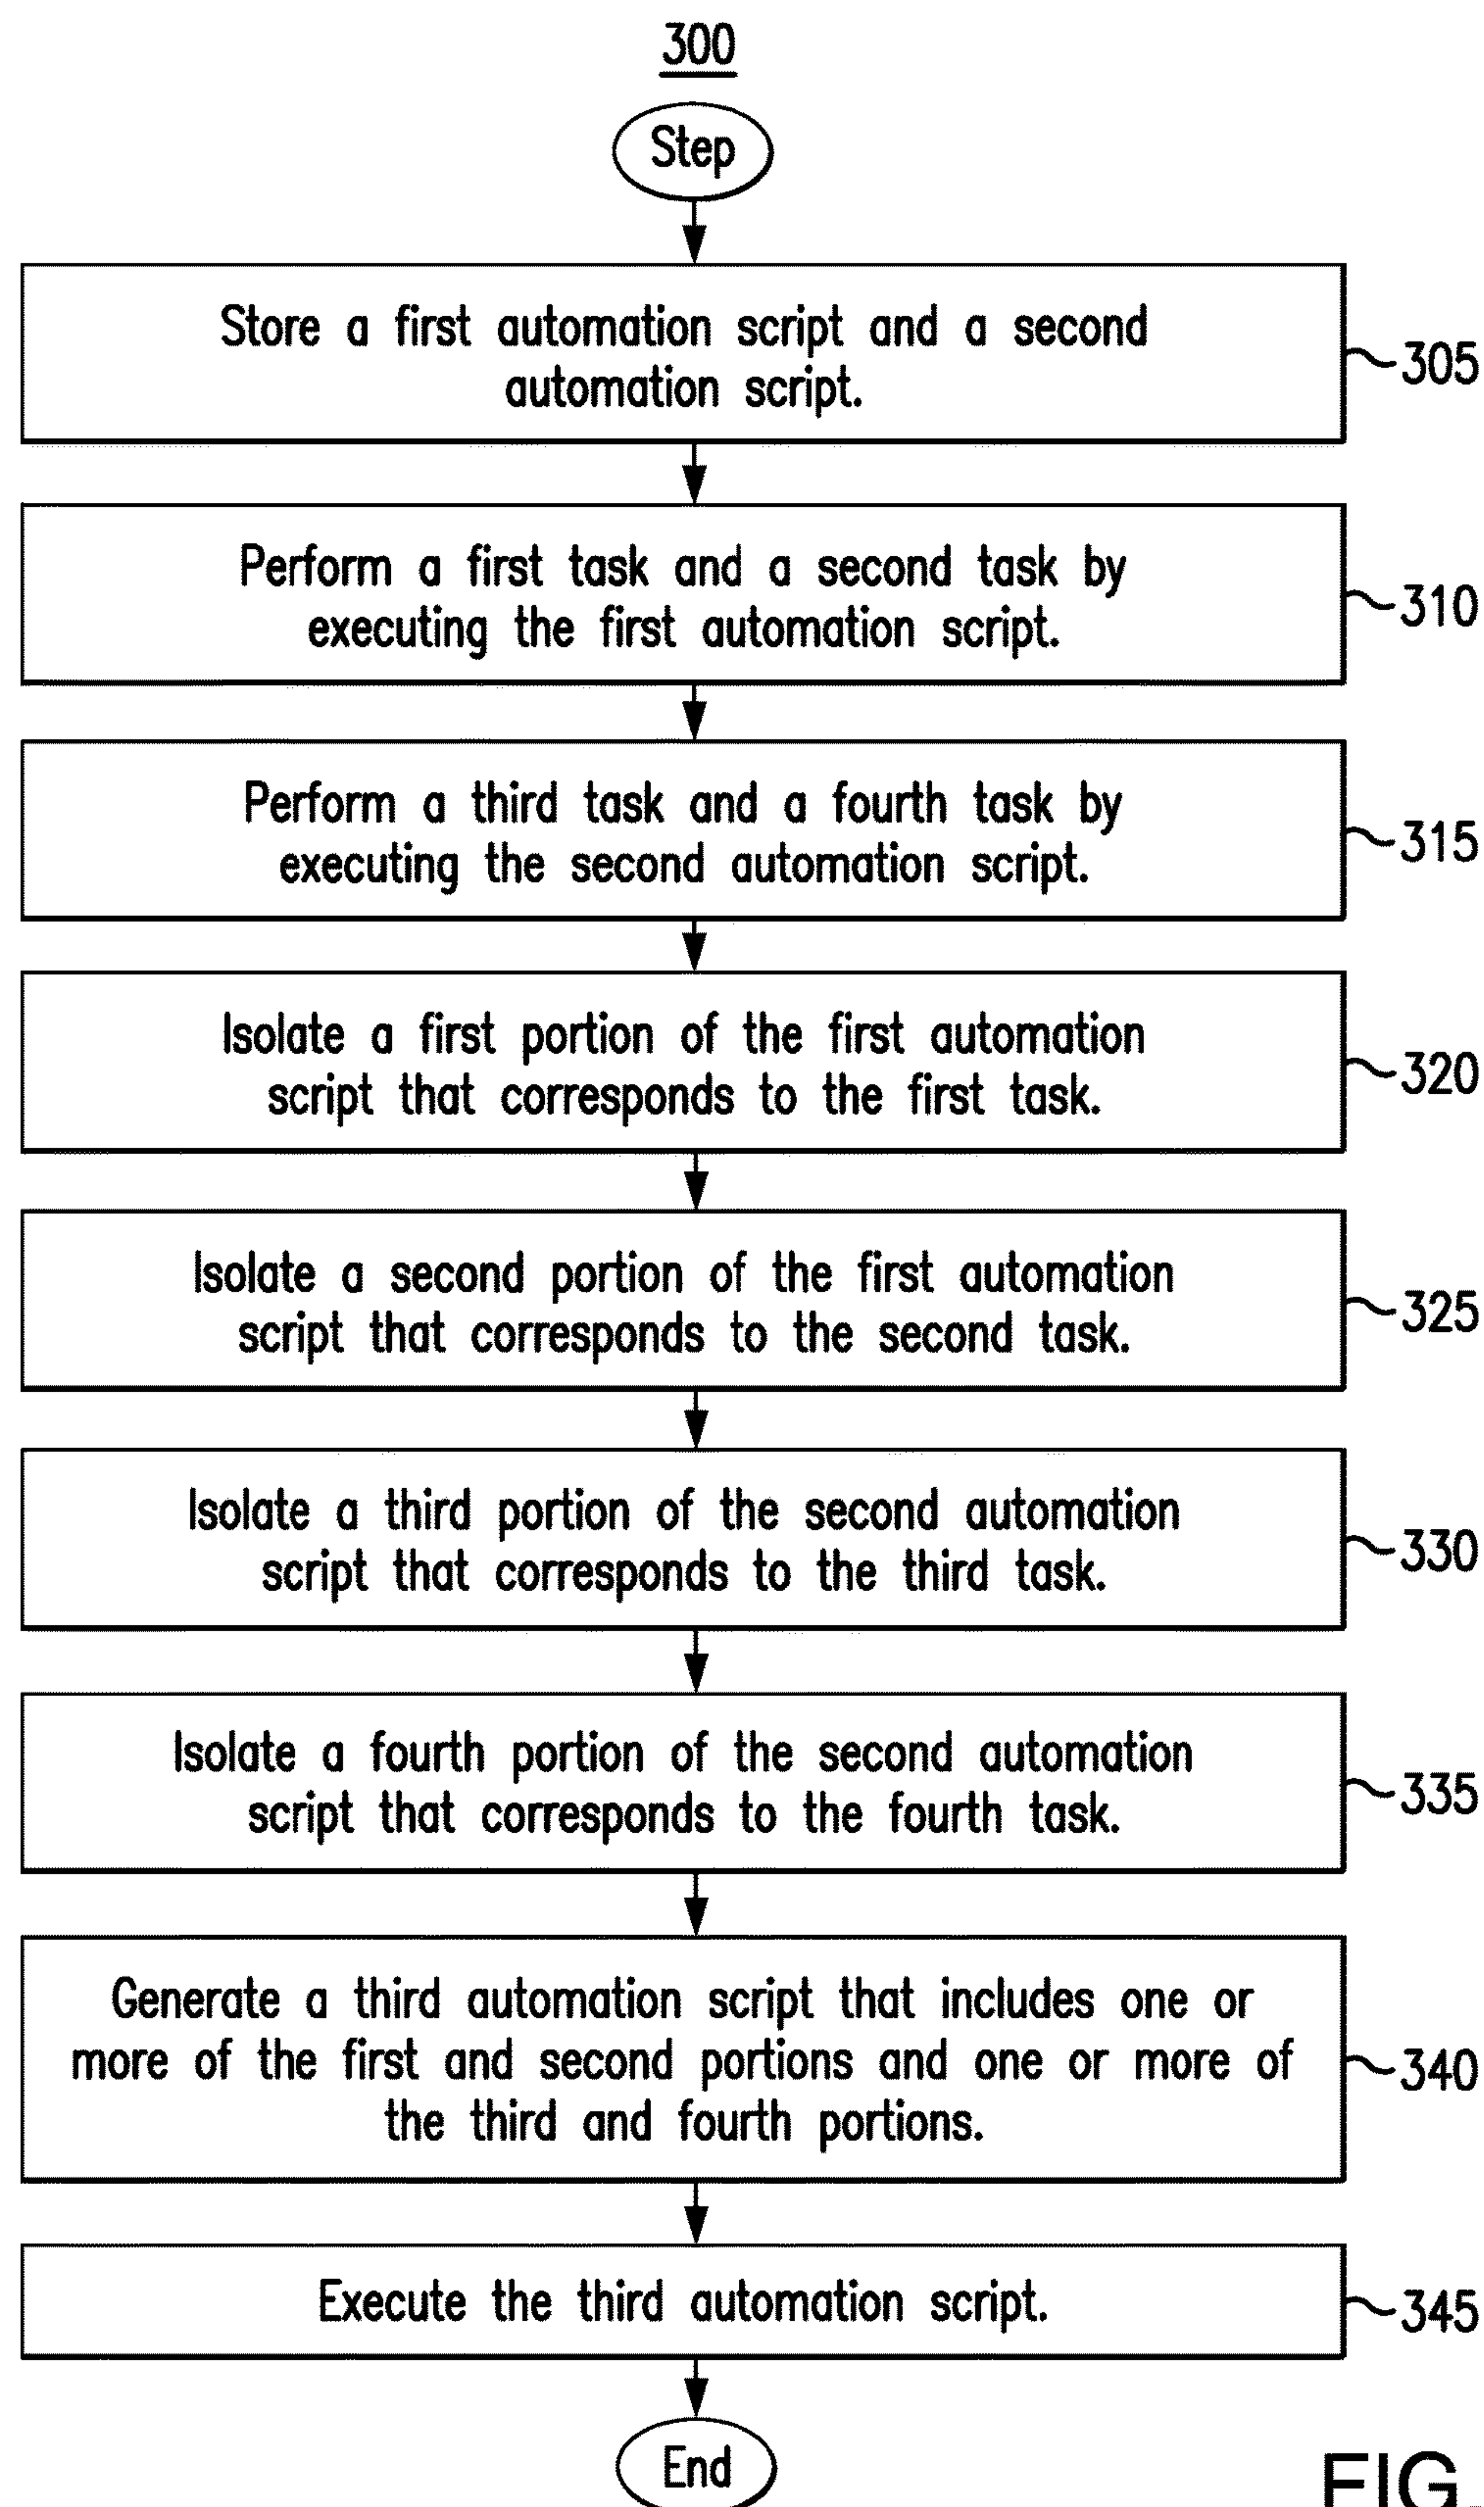 300
Step
Store a first automation script and a second
automation script.
305
Perform a first task and a second task by
executing the first automation script.
310
Perform a third task and a fourth task by
executing the second automation script.
315
Isolate a first portion of the first automation
script that corresponds to the first task.
320
Isolate a second portion of the first automation
script that corresponds to the second task.
325
Isolate a third portion of the second automation
script that corresponds to the third task.
330
Isolate a fourth portion of the second automation
script that corresponds to the fourth task.
335
Generate a third automation script that includes one or
more of the first and second portions and one or more of
the third and fourth portions.
340
Execute the third automation script.
345
End
FIG.